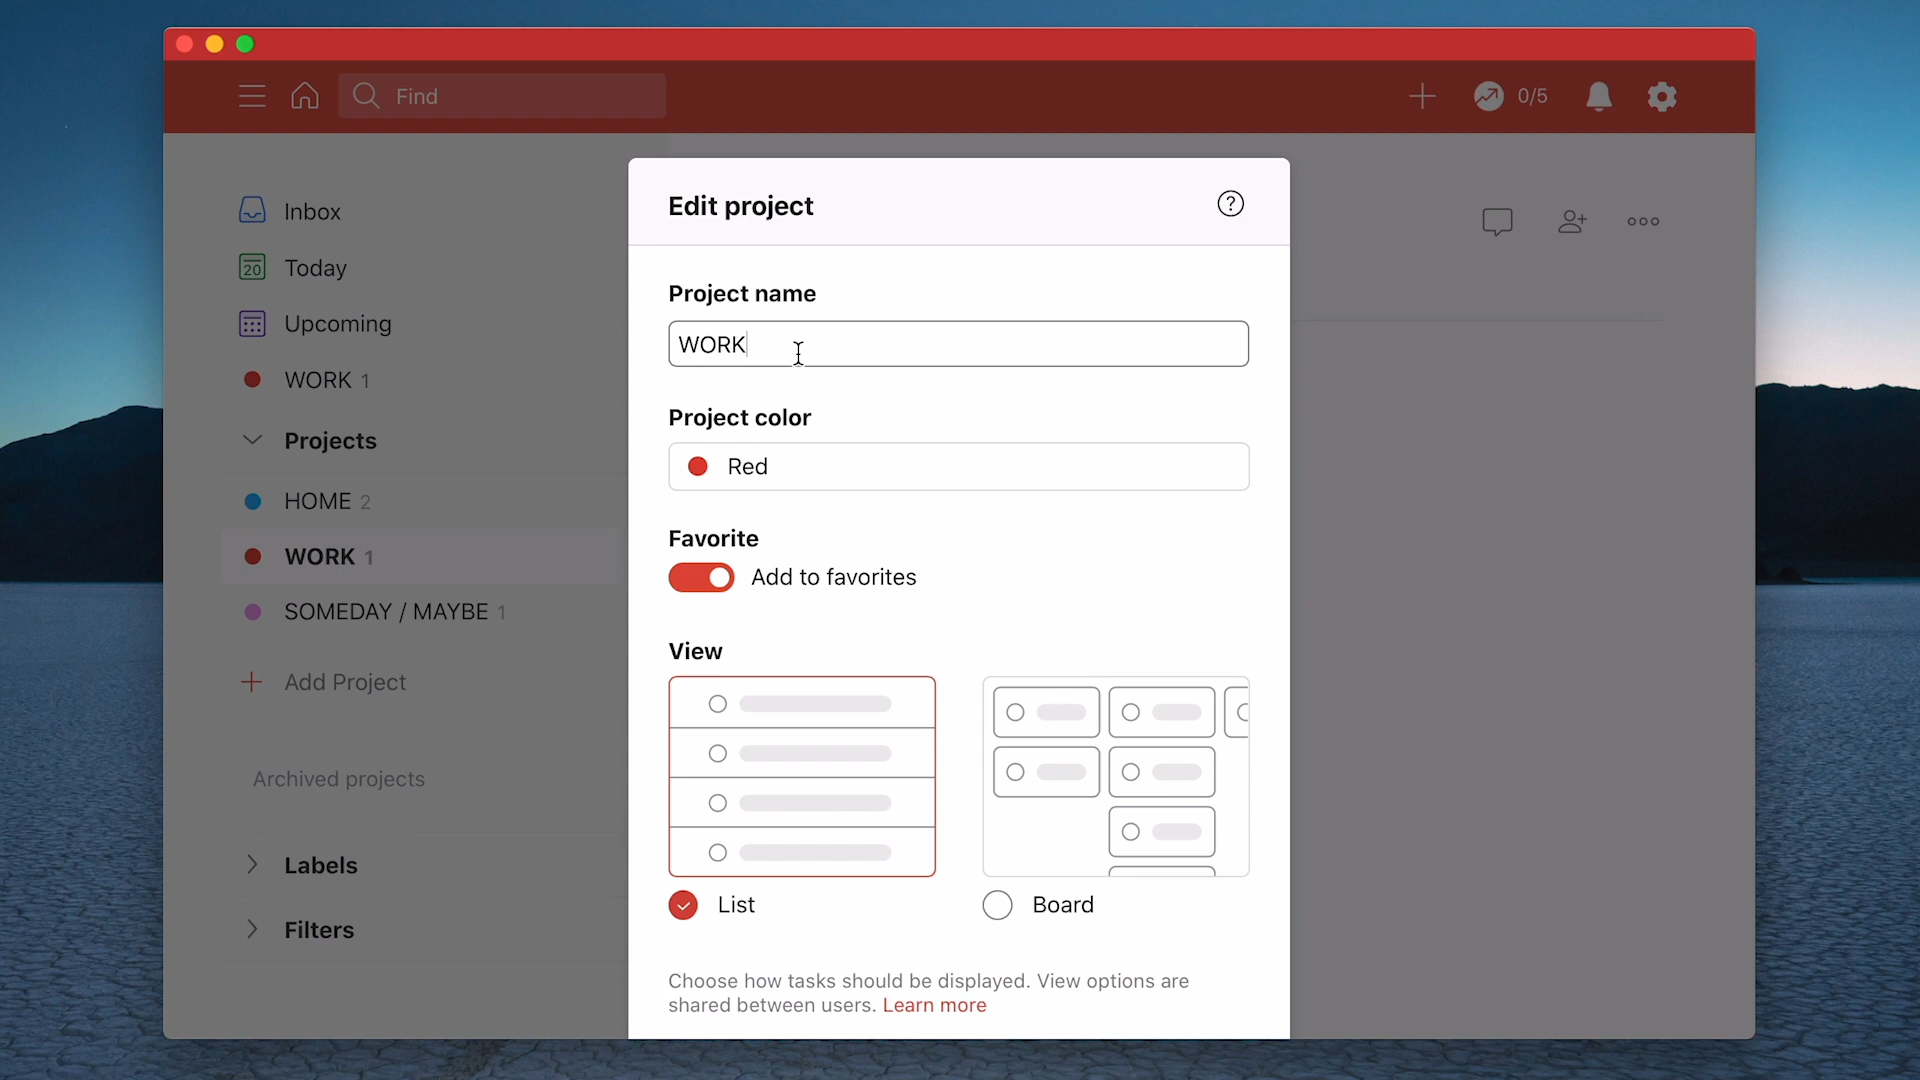 Find
0/5
Inbox
20
Today
Upcoming
WORK 1
Projects
HOME 2
WORK 1
SOMEDAY / MAYBE 1
Add Project
Archived projects
Labels
Filters
Edit project
?
Project name
WORK
Project color
Red
Favorite
Add to favorites
View
List
Board
Choose how tasks should be displayed. View options are
shared between users. Learn more